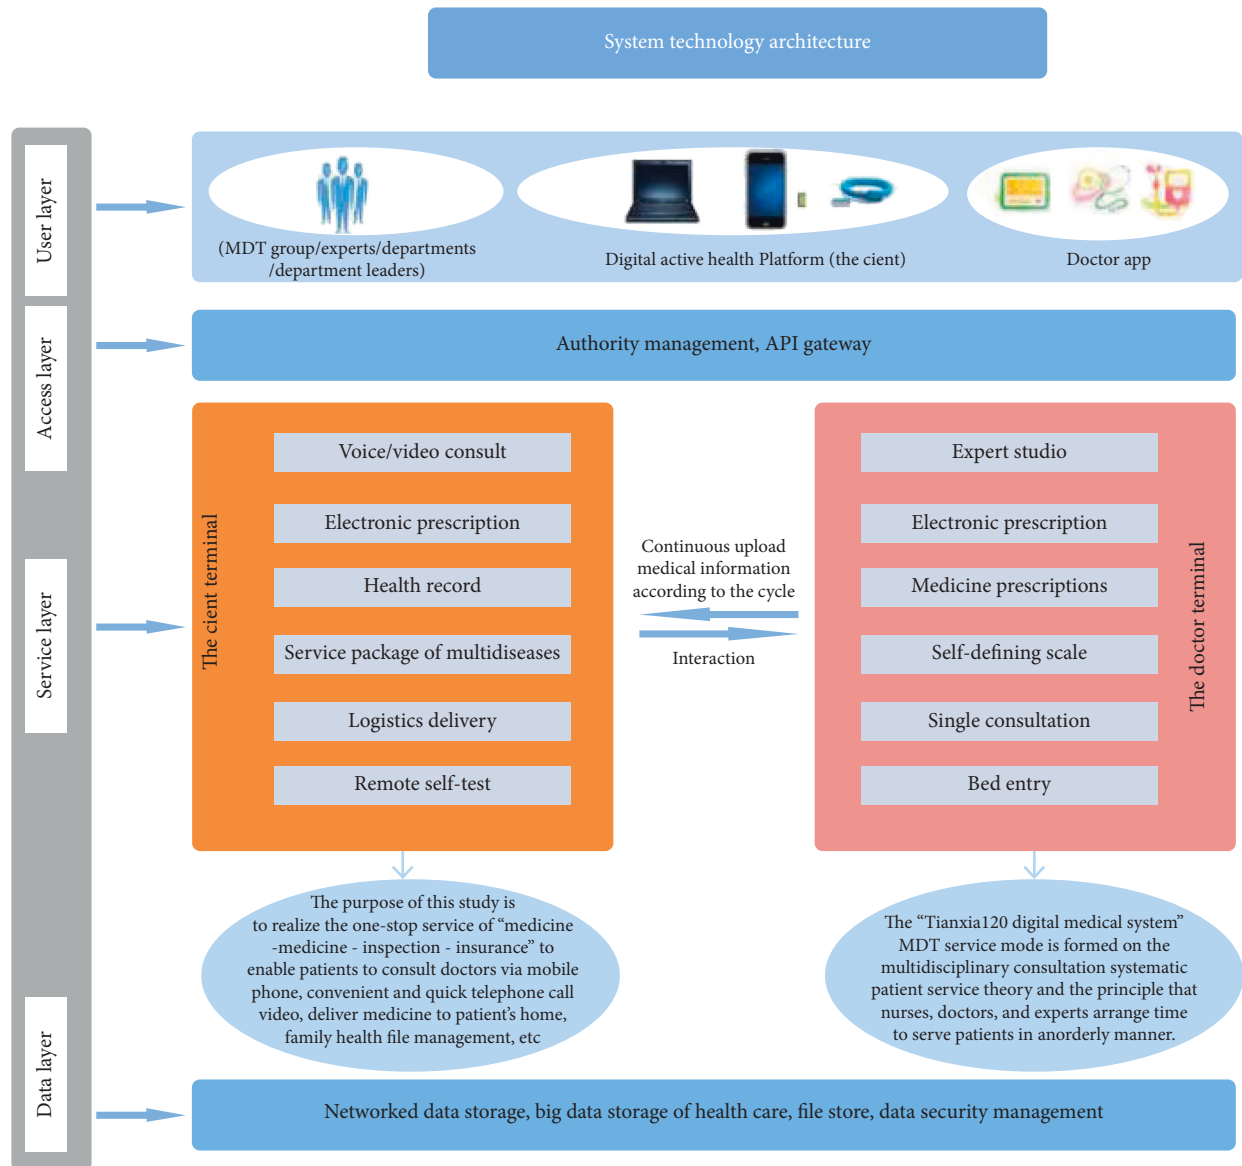 System technology architecture
User layer
(MDT group/experts/departments
/department leaders)
Digital active health Platform (the cient)
Doctor app
Access layer
Authority management, API gateway
Service layer
The cient terminal
Voice/video consult
Electronic prescription
Health record
Service package of multidiseases
Logistics delivery
Remote self-test
Continuous upload
medical information
according to the cycle
Interaction
Expert studio
Electronic prescription
Medicine prescriptions
Self-defining scale
Single consultation
Bed entry
The doctor terminal
The purpose of this study is
to realize the one-stop service of “medicine
-medicine - inspection - insurance” to
enable patients to consult doctors via mobile
phone, convenient and quick telephone call
video, deliver medicine to patient's home,
family health file management, etc
The “Tianxia120 digital medical system”
MDT service mode is formed on the
multidisciplinary consultation systematic
patient service theory and the principle that
nurses, doctors, and experts arrange time
to serve patients in anorderly manner.
Data layer
Networked data storage, big data storage of health care, file store, data security management